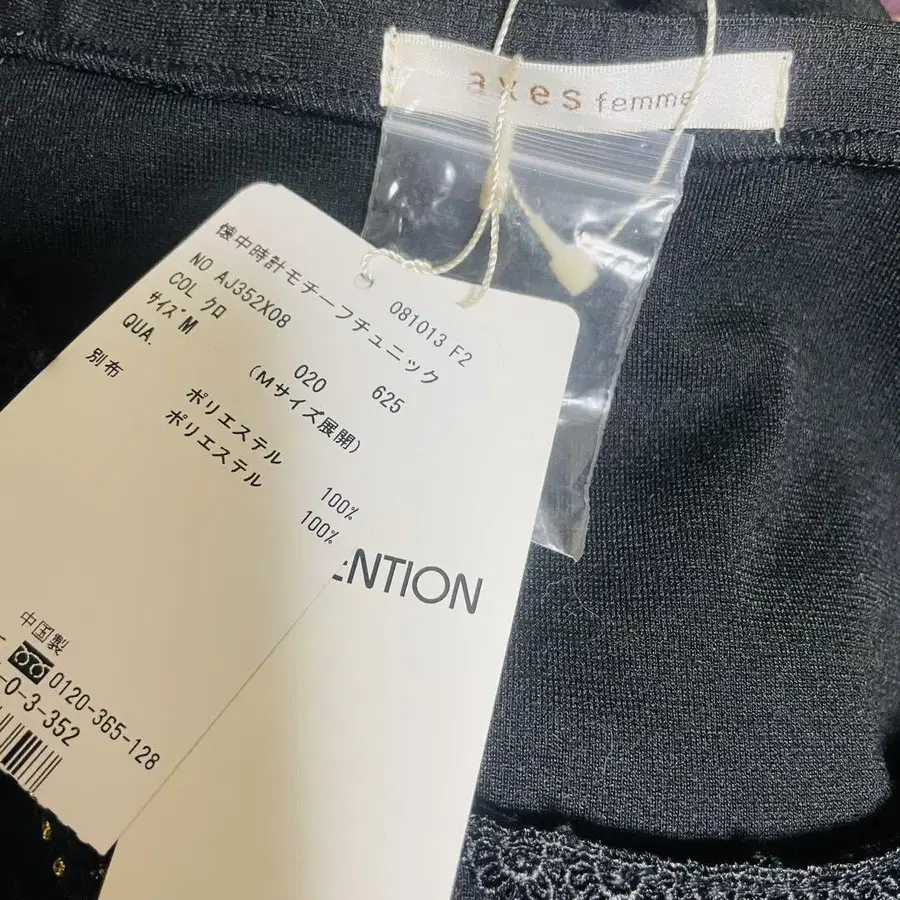 axes femme
懐中時計モチーフチュニック
NO AJ352X08 081013 F2
COL クロ 020 625
サイズM (Mサイズ展開)
QUA. ポリエステル 100%
別布 ポリエステル 100%
ENTION
中国製
0120-365-128
-0-3-352